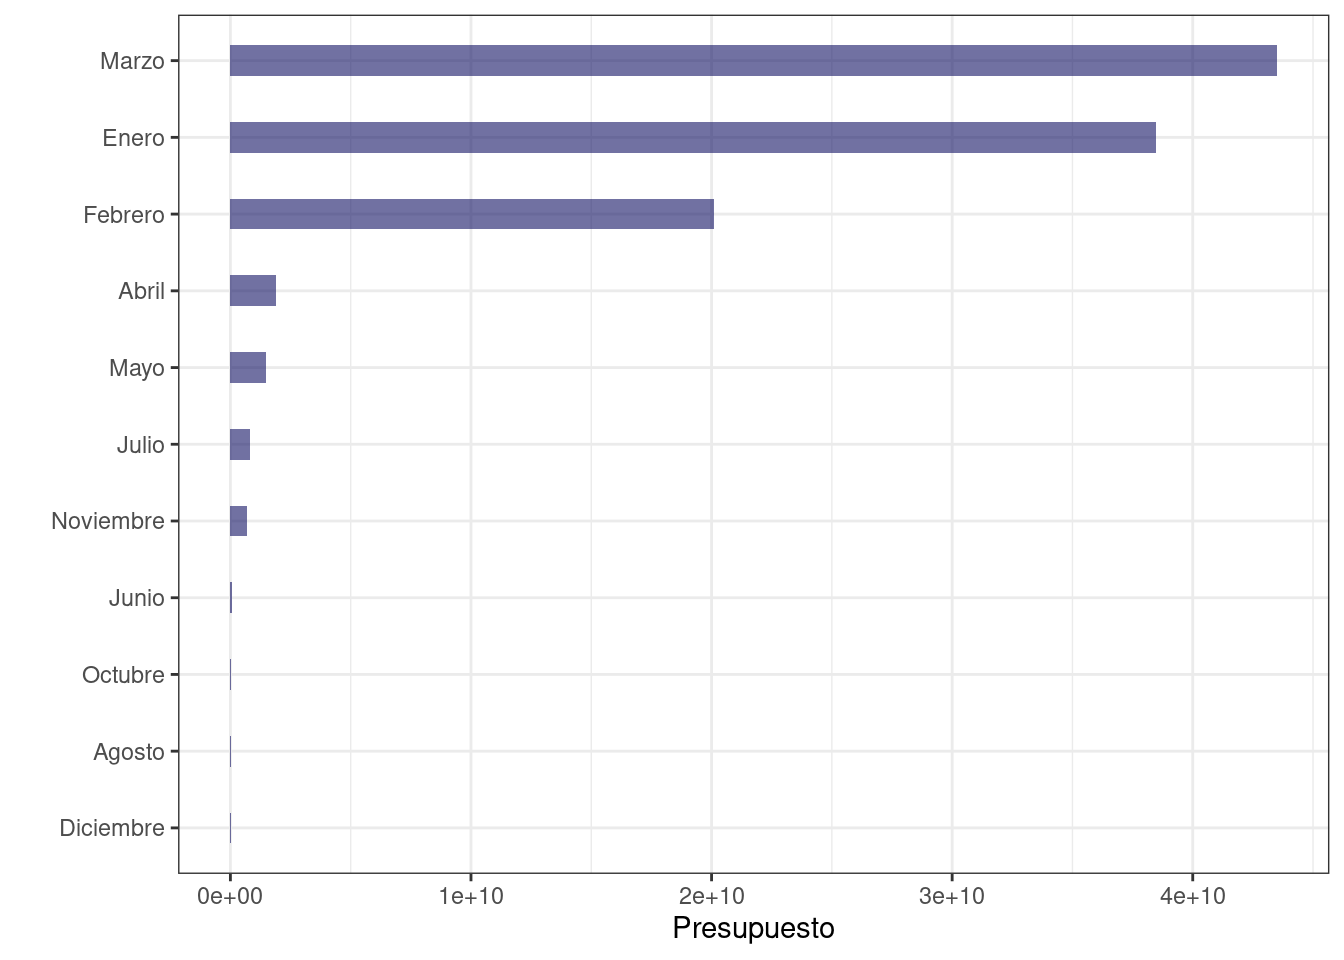 Marzo
Enero
Febrero
Abril
Mayo
Julio
Noviembre
Junio
Octubre
Agosto
Diciembre
0e+00 1e+10 2e+10 3e+10 4e+10
Presupuesto